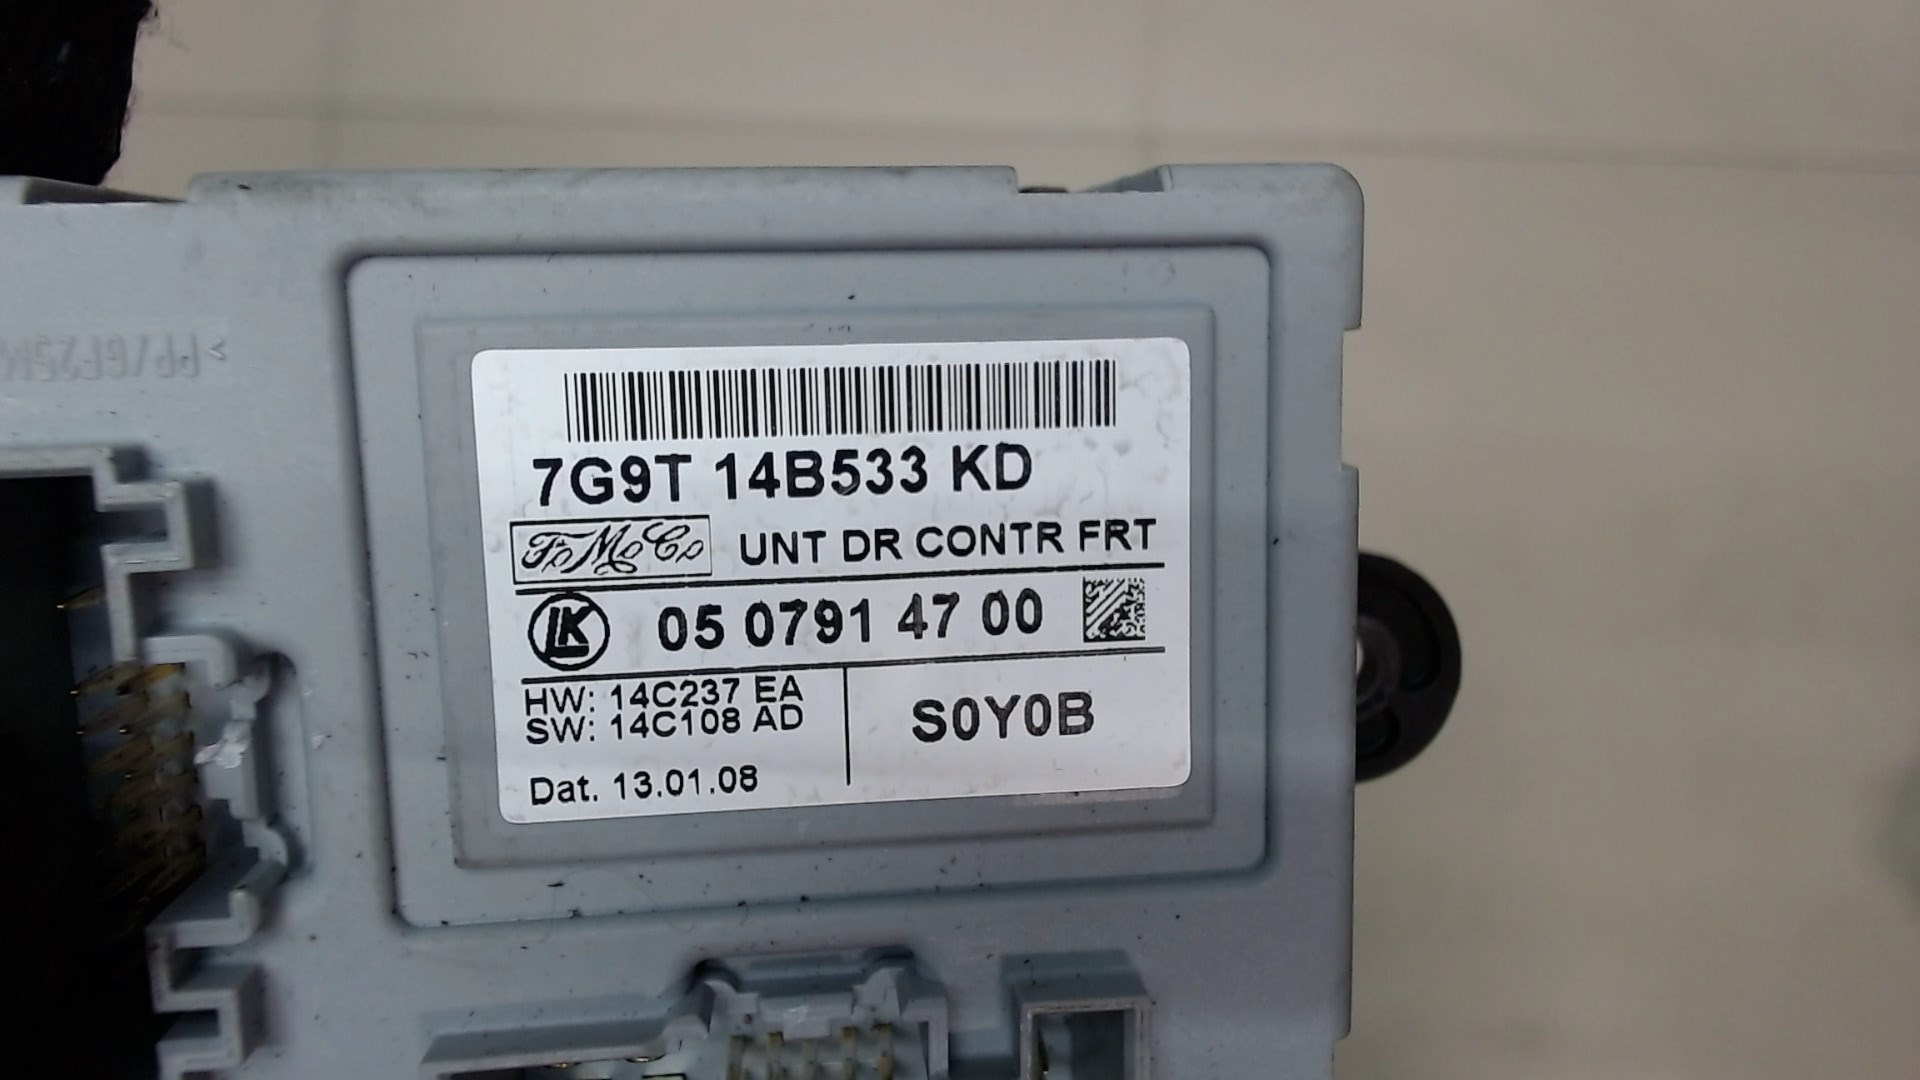 7G9T 14B533 KD
FoMoCo
UNT DR CONTR FRT
LK
05 0791 47 00
HW: 14C237 EA
SW: 14C108 AD
S0Y0B
Dat. 13.01.08